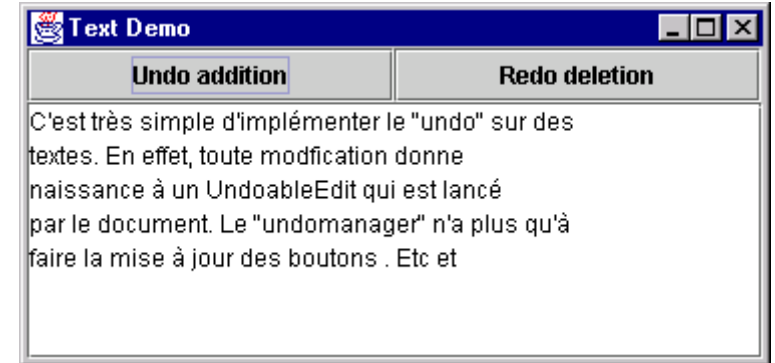 Text Demo
Undo addition Redo deletion
C'est très simple d'implémenter le "undo" sur des
textes. En effet, toute modfication donne
naissance à un UndoableEdit qui est lancé
par le document. Le "undomanager" n'a plus qu'à
faire la mise à jour des boutons . Etc et